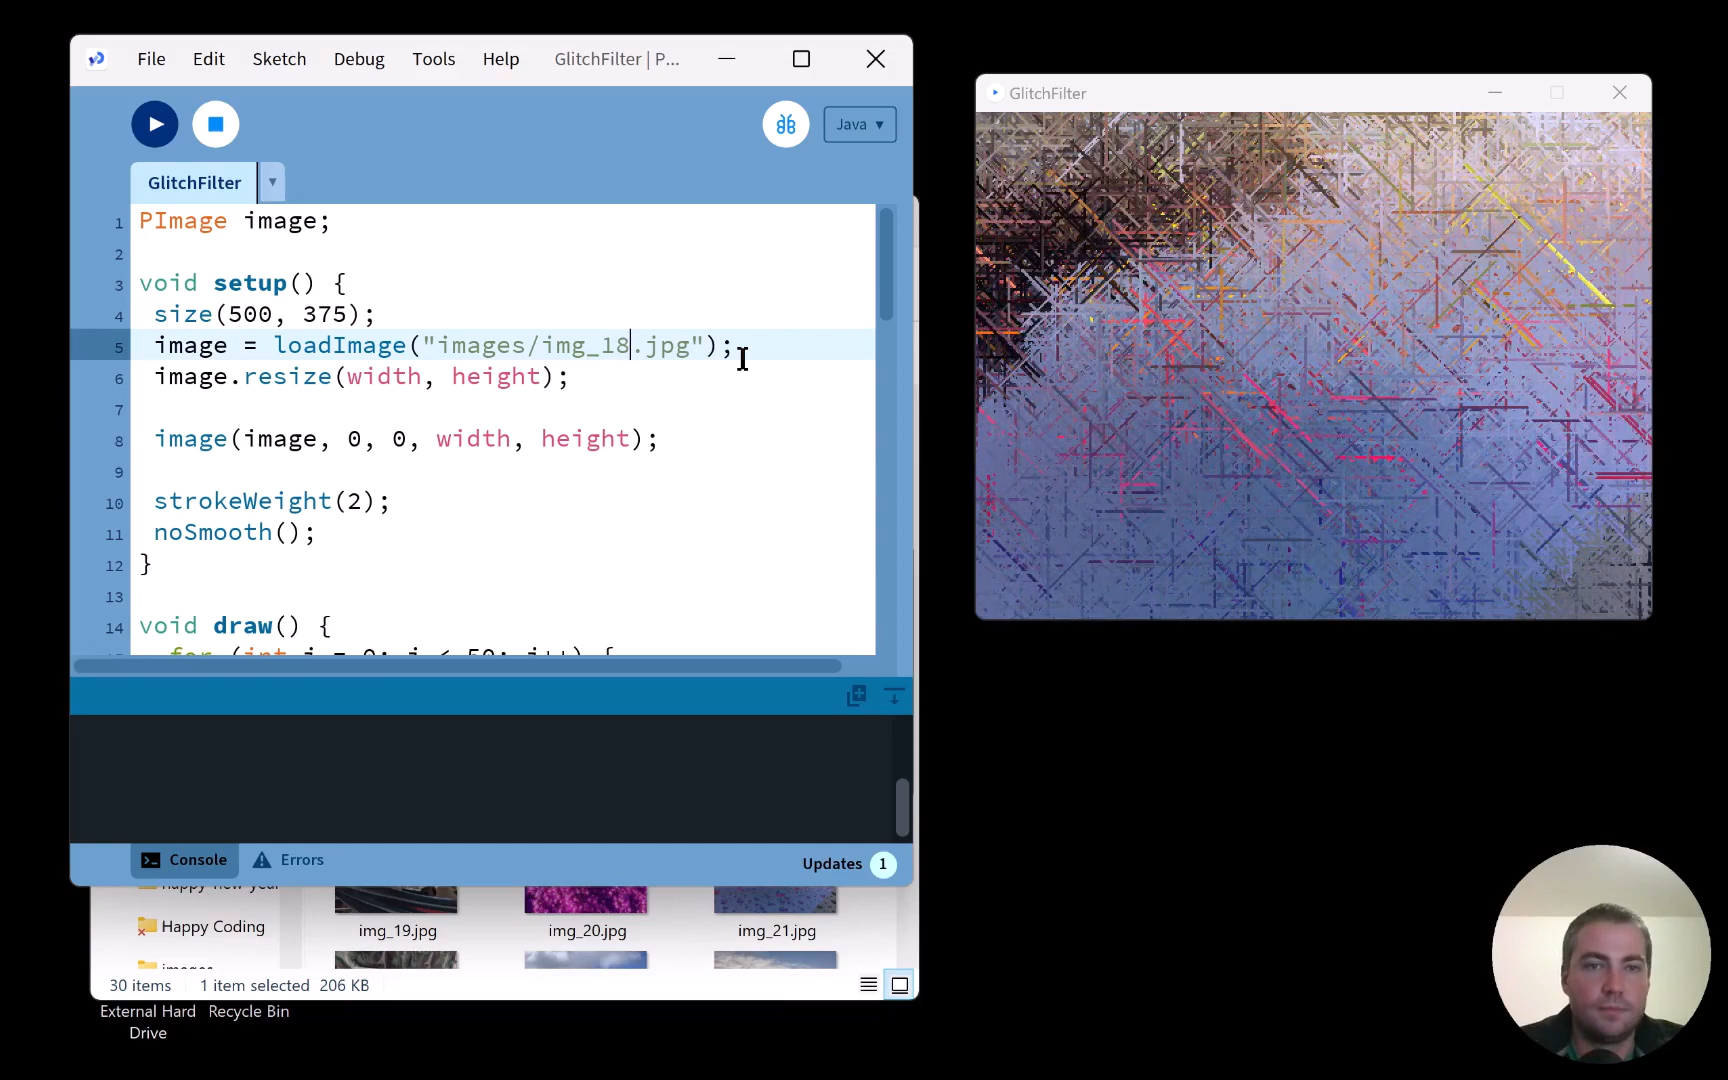 File Edit Sketch Debug Tools Help GlitchFilter | P...
Java ▾
GlitchFilter
1 PImage image;
2
3 void setup() {
4 size(500, 375);
5 image = loadImage("images/img_18.jpg");
6 image.resize(width, height);
7
8 image(image, 0, 0, width, height);
9
10 strokeWeight(2);
11 noSmooth();
12 }
13
14 void draw() {
Console Errors Updates 1
Happy Coding
img_19.jpg img_20.jpg img_21.jpg
30 items 1 item selected 206 KB
External Hard Drive
Recycle Bin
GlitchFilter